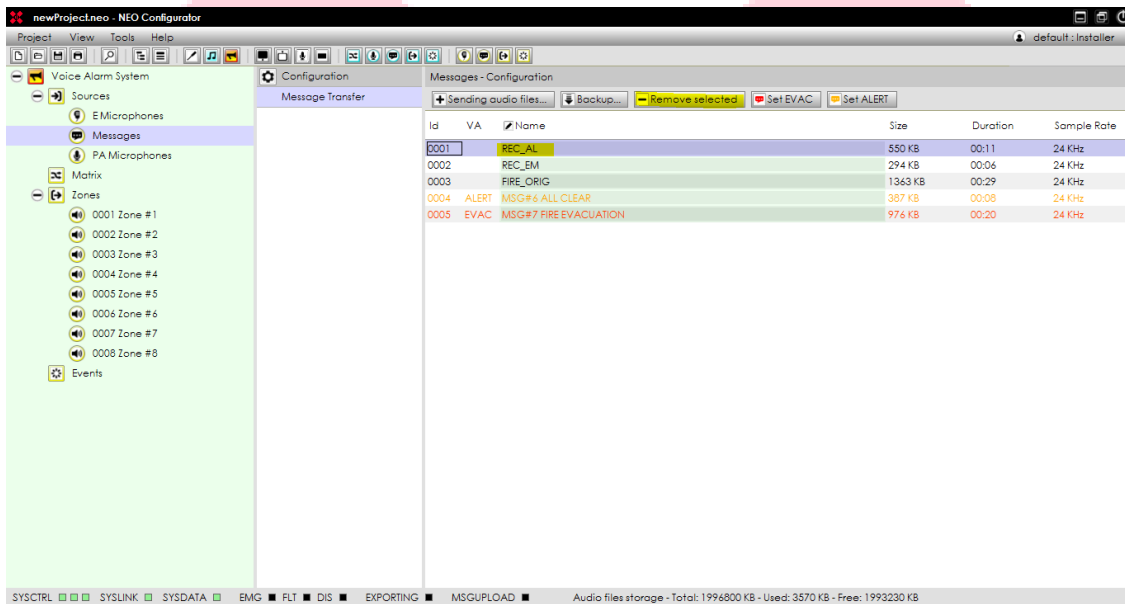 newProject.neo - NEO Configurator
Project View Tools Help
default : Installer
Voice Alarm System
Sources
E Microphones
Messages
PA Microphones
Matrix
Zones
0001 Zone #1
0002 Zone #2
0003 Zone #3
0004 Zone #4
0005 Zone #5
0006 Zone #6
0007 Zone #7
0008 Zone #8
Events
Configuration
Message Transfer
Messages - Configuration
Sending audio files... Backup... Remove selected Set EVAC Set ALERT
Id VA Name Size Duration Sample Rate
0001 REC_AL 550 KB 00:11 24 KHz
0002 REC_EM 294 KB 00:06 24 KHz
0003 FIRE_ORIG 1363 KB 00:29 24 KHz
0004 ALERT MSG#6 ALL CLEAR 387 KB 00:08 24 KHz
0005 EVAC MSG#7 FIRE EVACUATION 976 KB 00:20 24 KHz
SYSCTRL SYSLINK SYSDATA EMG FLT DIS EXPORTING MSGUPLOAD Audio files storage - Total: 1996800 KB - Used: 3570 KB - Free: 1993230 KB